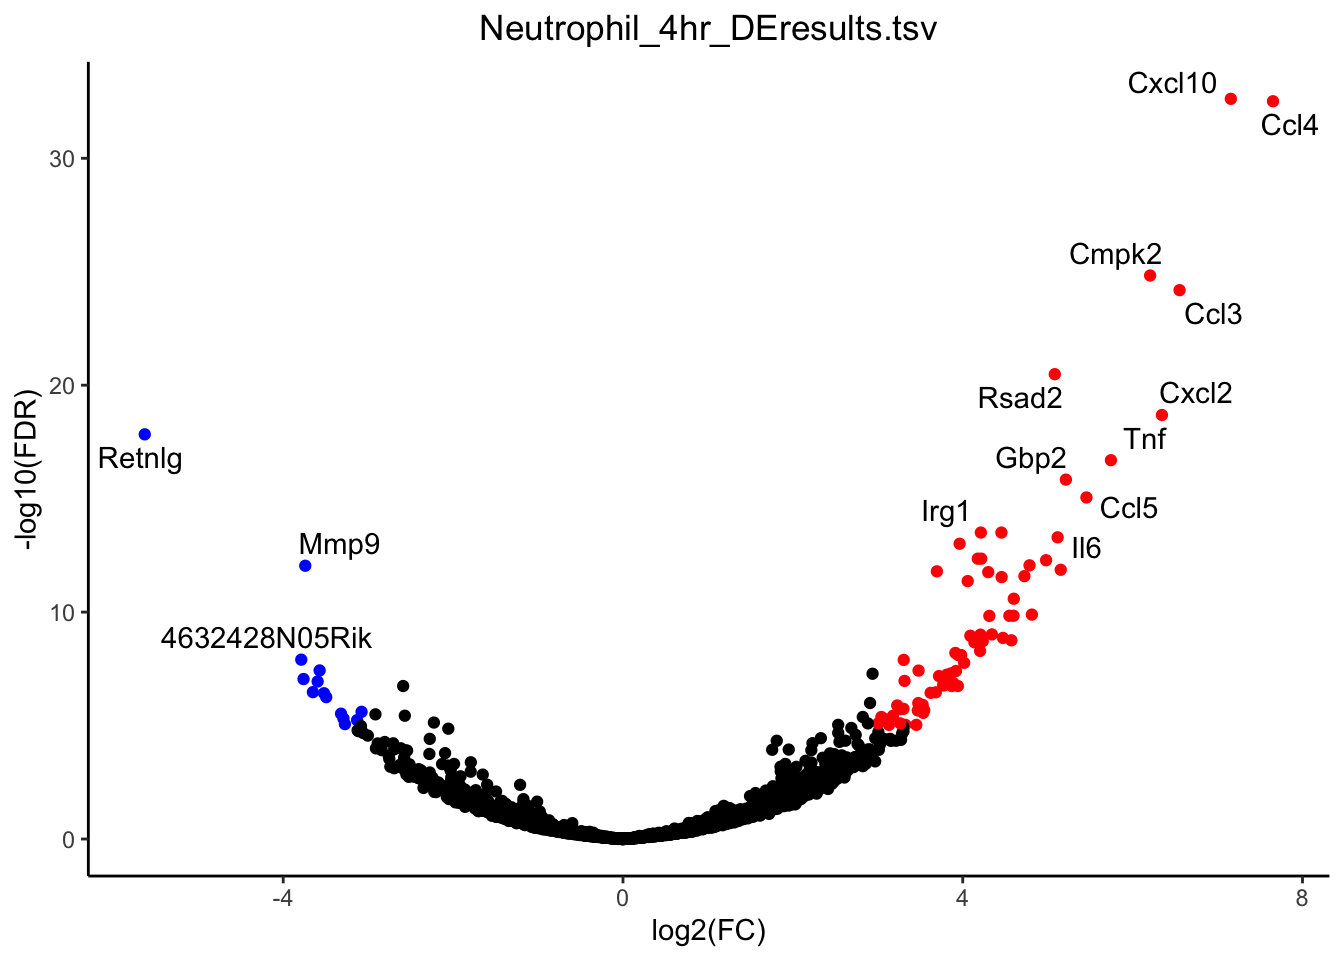 Neutrophil_4hr_DEresults.tsv
Cxcl10
Ccl4
30
Cmpk2
Ccl3
20
Rsad2
Cxcl2
Tnf
Retnlg
Gbp2
Ccl5
Irg1
Mmp9
Il6
10
4632428N05Rik
0
-log10(FDR)
-4
0
4
8
log2(FC)